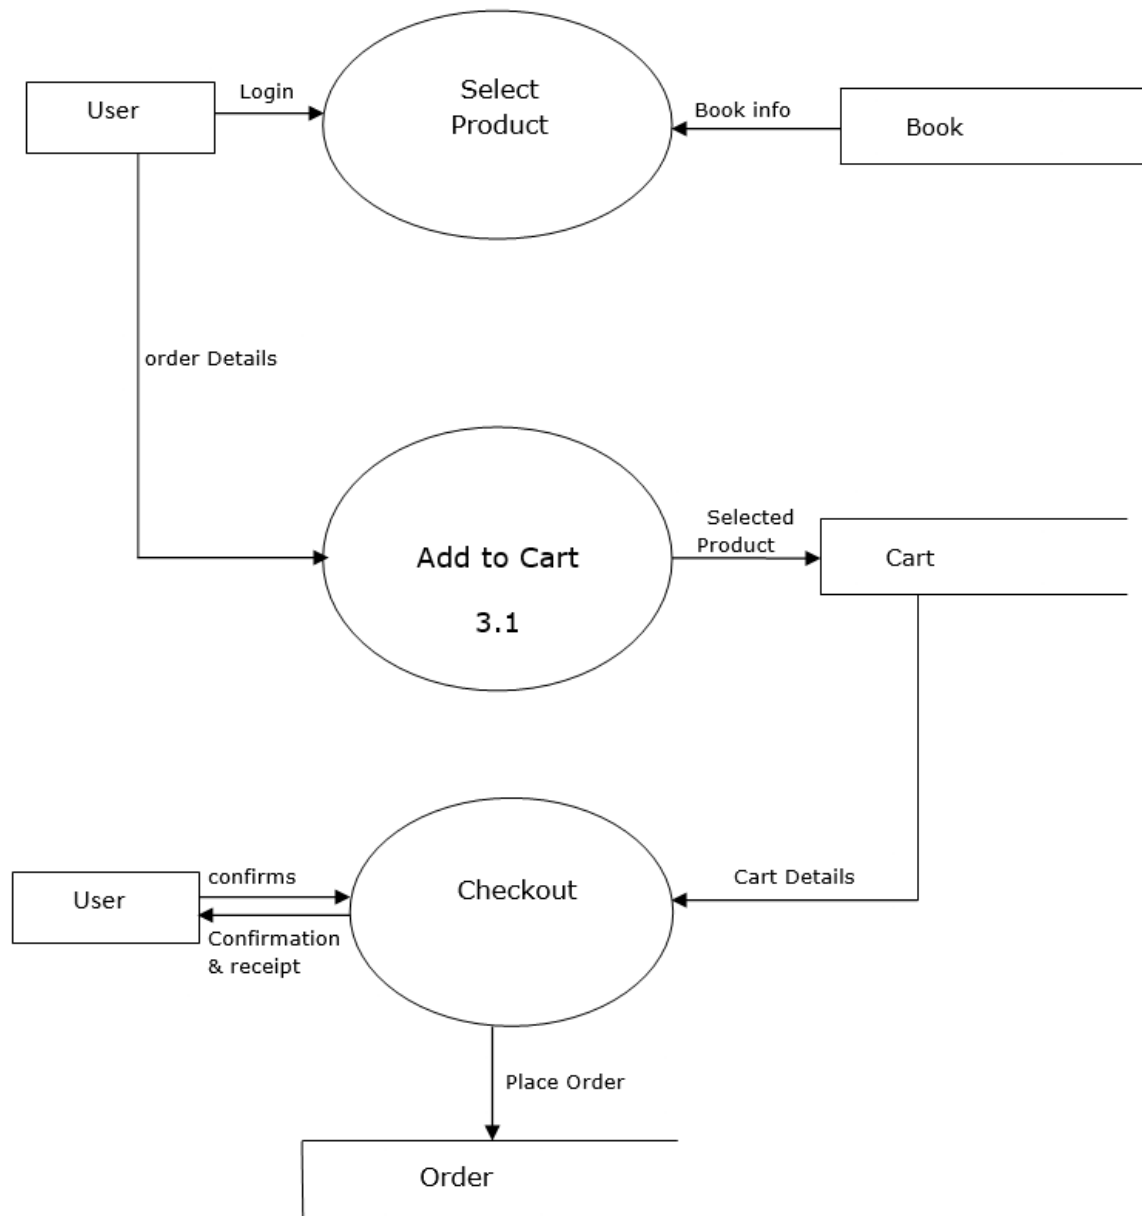 User
Login
Select
Product
Book info
Book
order Details
Add to Cart
3.1
Selected
Product
Cart
User
confirms
Confirmation
& receipt
Checkout
Cart Details
Place Order
Order